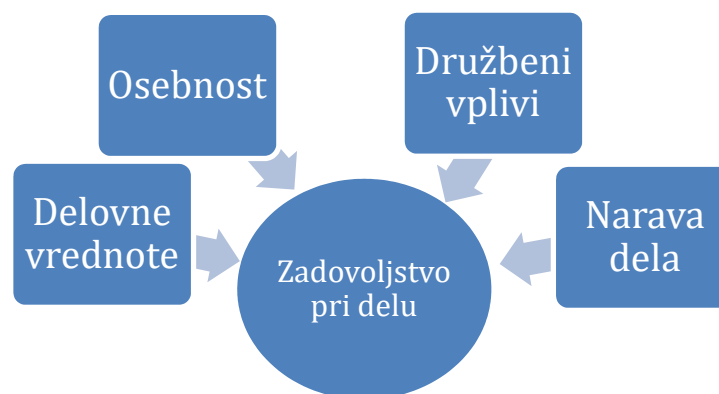 Osebnost
Družbeni
vplivi
Delovne
vrednote
Narava
dela
Zadovoljstvo
pri delu